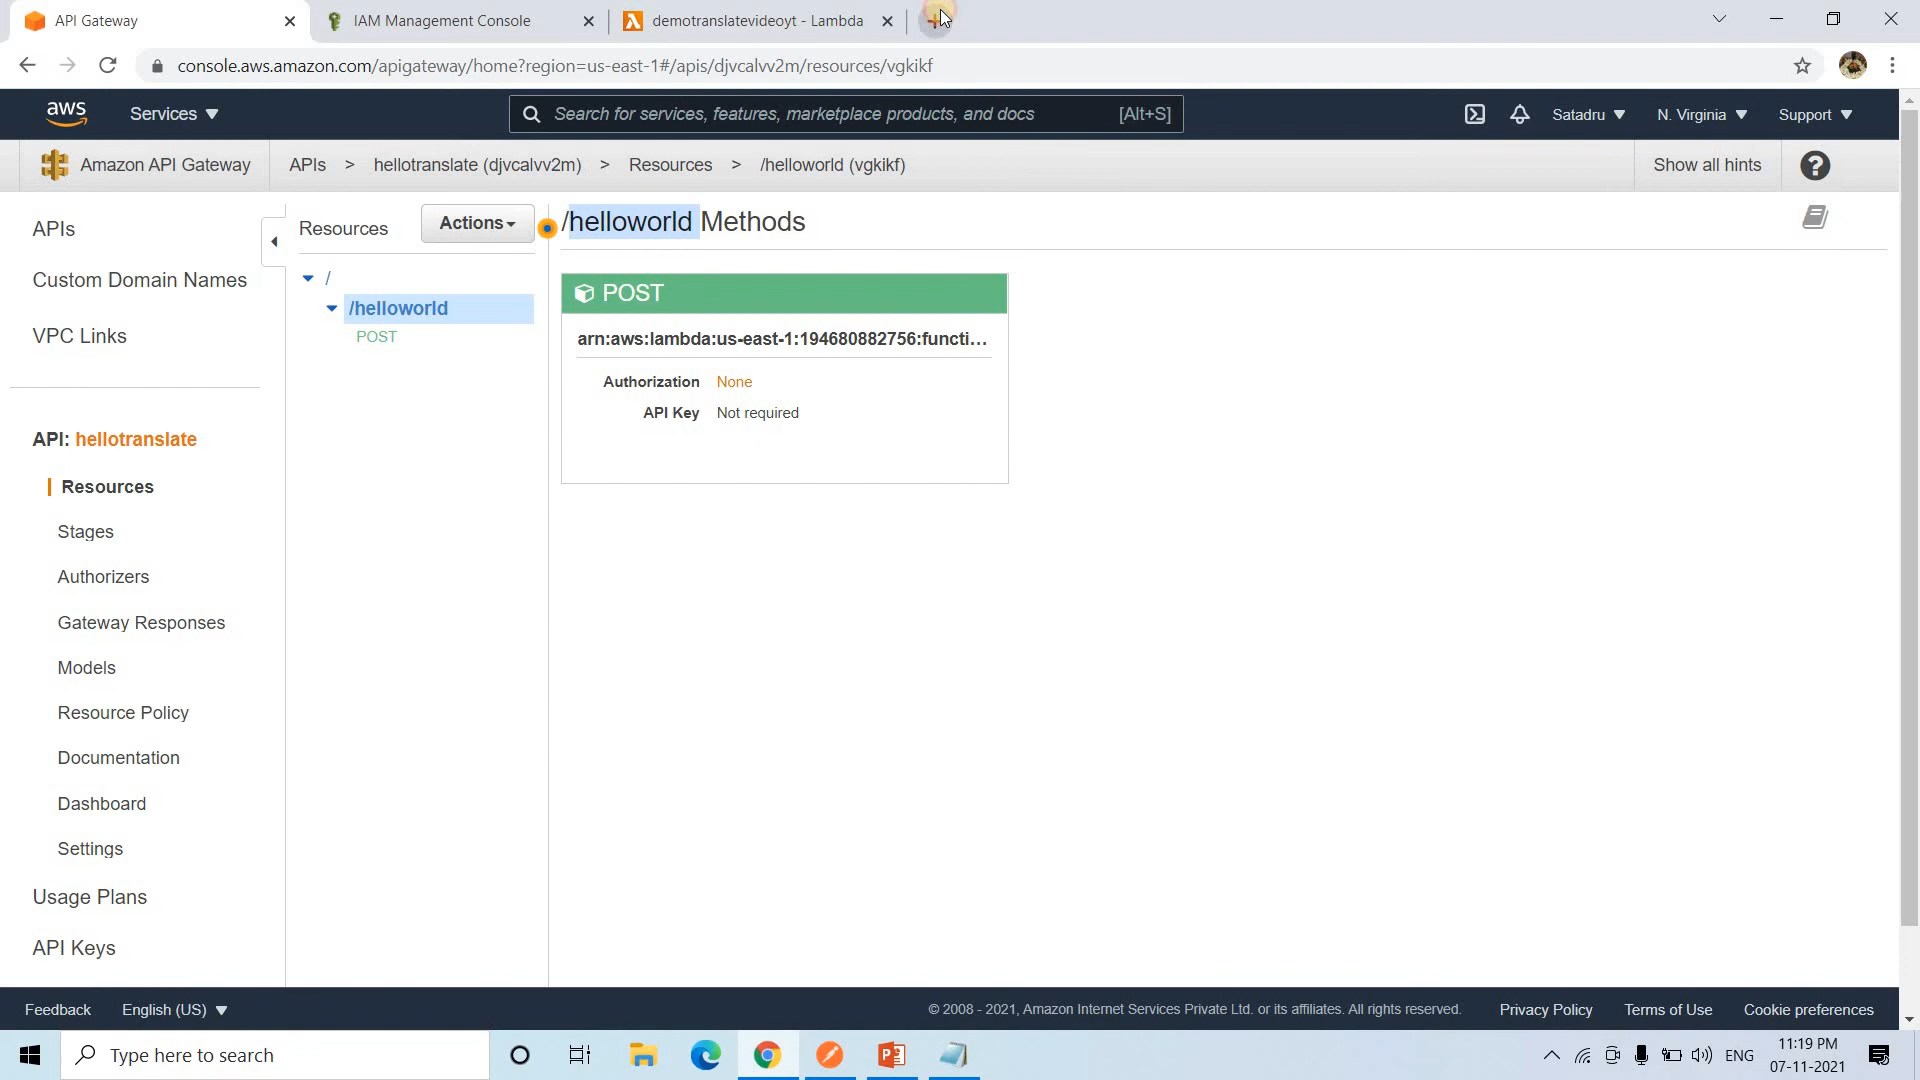 API Gateway
IAM Management Console
demotranslatevideoyt - Lambda
console.aws.amazon.com/apigateway/home?region=us-east-1#/apis/djvcalvv2m/resources/vgkikf
aws
Services
Search for services, features, marketplace products, and docs
[Alt+S]
Satadru
N. Virginia
Support
Amazon API Gateway
APIs > hellotranslate (djvcalvv2m) > Resources > /helloworld (vgkikf)
Show all hints
APIs
Custom Domain Names
VPC Links
API: hellotranslate
Resources
Stages
Authorizers
Gateway Responses
Models
Resource Policy
Documentation
Dashboard
Settings
Usage Plans
API Keys
Resources
Actions
/
/helloworld
POST
/helloworld Methods
POST
arn:aws:lambda:us-east-1:194680882756:functi...
Authorization None
API Key Not required
Feedback
English (US)
© 2008 - 2021, Amazon Internet Services Private Ltd. or its affiliates. All rights reserved.
Privacy Policy
Terms of Use
Cookie preferences
Type here to search
ENG
11:19 PM
07-11-2021